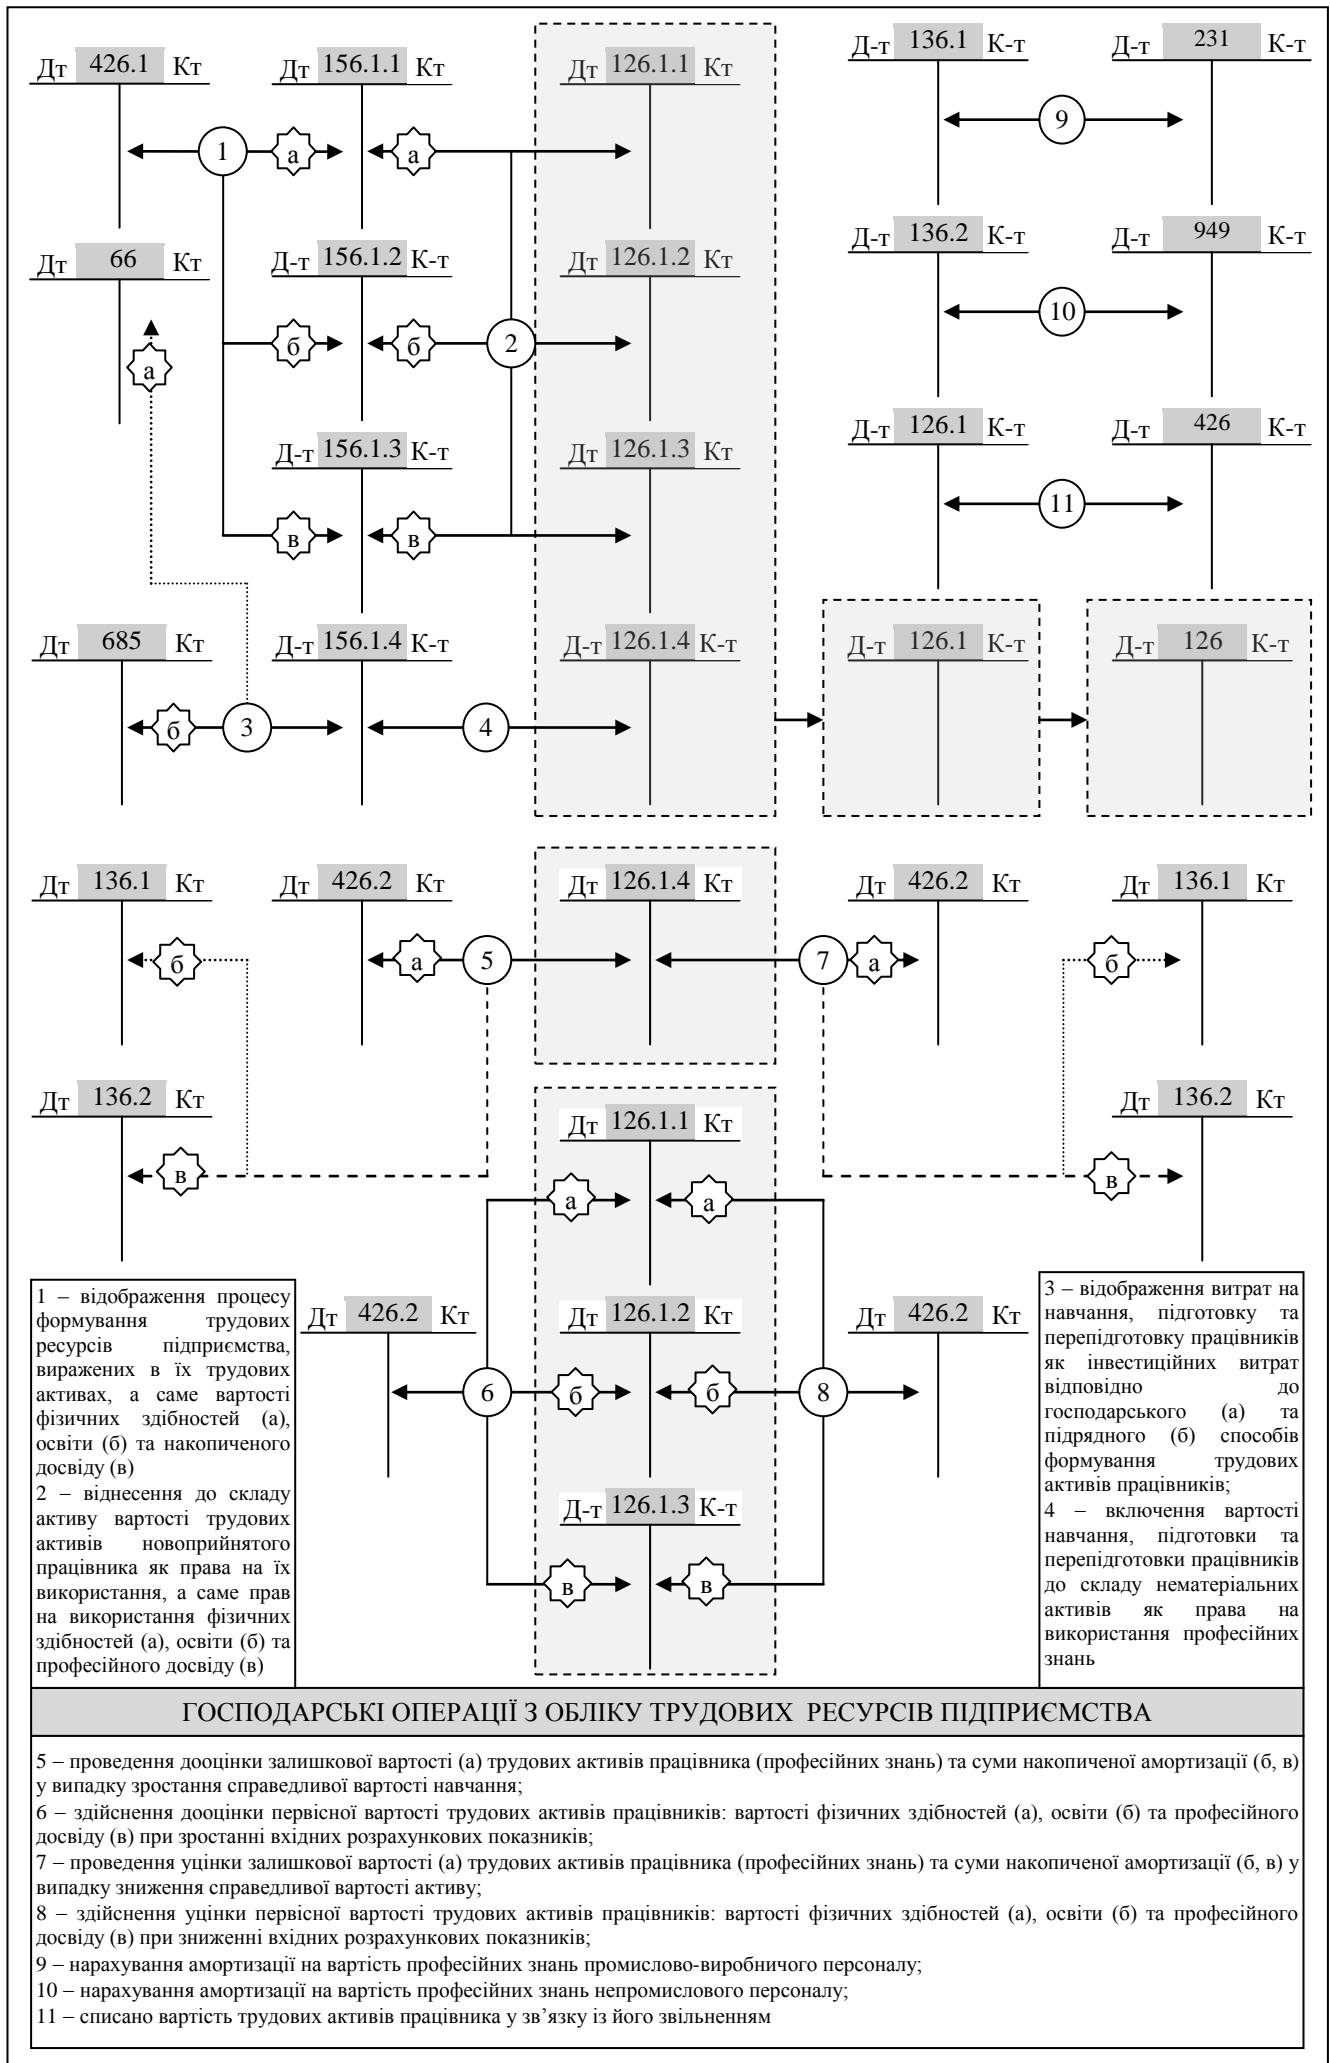 Дт 426.1 Кт
Дт 156.1.1 Кт
Дт 126.1.1 Кт
Д-т 136.1 К-т
Д-т 231 К-т
1
а
а
9
Дт 66 Кт
Д-т 156.1.2 К-т
Дт 126.1.2 Кт
Д-т 136.2 К-т
Д-т 949 К-т
а
б
б
2
10
Д-т 156.1.3 К-т
Дт 126.1.3 Кт
Д-т 126.1 К-т
Д-т 426 К-т
в
в
11
Дт 685 Кт
Д-т 156.1.4 К-т
Д-т 126.1.4 К-т
Д-т 126.1 К-т
Д-т 126 К-т
б
3
4
Дт 136.1 Кт
Дт 426.2 Кт
Дт 126.1.4 Кт
Дт 426.2 Кт
Дт 136.1 Кт
б
а
5
7
а
б
Дт 136.2 Кт
Дт 126.1.1 Кт
Дт 136.2 Кт
в
а
а
в
Дт 426.2 Кт
Дт 126.1.2 Кт
Дт 426.2 Кт
6
б
б
8
Д-т 126.1.3 К-т
в
в
1 – відображення процесу
формування трудових
ресурсів підприємства,
виражених в їх трудових
активах, а саме вартості
фізичних здібностей (а),
освіти (б) та накопиченого
досвіду (в)
2 – віднесення до складу
активу вартості трудових
активів новоприйнятого
працівника як права на їх
використання, а саме прав
на використання фізичних
здібностей (а), освіти (б) та
професійного досвіду (в)
3 – відображення витрат на
навчання, підготовку та
перепідготовку працівників
як інвестиційних витрат
відповідно до
господарського (а) та
підрядного (б) способів
формування трудових
активів працівників;
4 – включення вартості
навчання, підготовки та
перепідготовки працівників
до складу нематеріальних
активів як права на
використання професійних
знань
ГОСПОДАРСЬКІ ОПЕРАЦІЇ З ОБЛІКУ ТРУДОВИХ РЕСУРСІВ ПІДПРИЄМСТВА
5 – проведення дооцінки залишкової вартості (а) трудових активів працівника (професійних знань) та суми накопиченої амортизації (б, в)
у випадку зростання справедливої вартості навчання;
6 – здійснення дооцінки первісної вартості трудових активів працівників: вартості фізичних здібностей (а), освіти (б) та професійного
досвіду (в) при зростанні вхідних розрахункових показників;
7 – проведення уцінки залишкової вартості (а) трудових активів працівника (професійних знань) та суми накопиченої амортизації (б, в) у
випадку зниження справедливої вартості активу;
8 – здійснення уцінки первісної вартості трудових активів працівників: вартості фізичних здібностей (а), освіти (б) та професійного
досвіду (в) при зниженні вхідних розрахункових показників;
9 – нарахування амортизації на вартість професійних знань промислово-виробничого персоналу;
10 – нарахування амортизації на вартість професійних знань непромислового персоналу;
11 – списано вартість трудових активів працівника у зв’язку із його звільненням